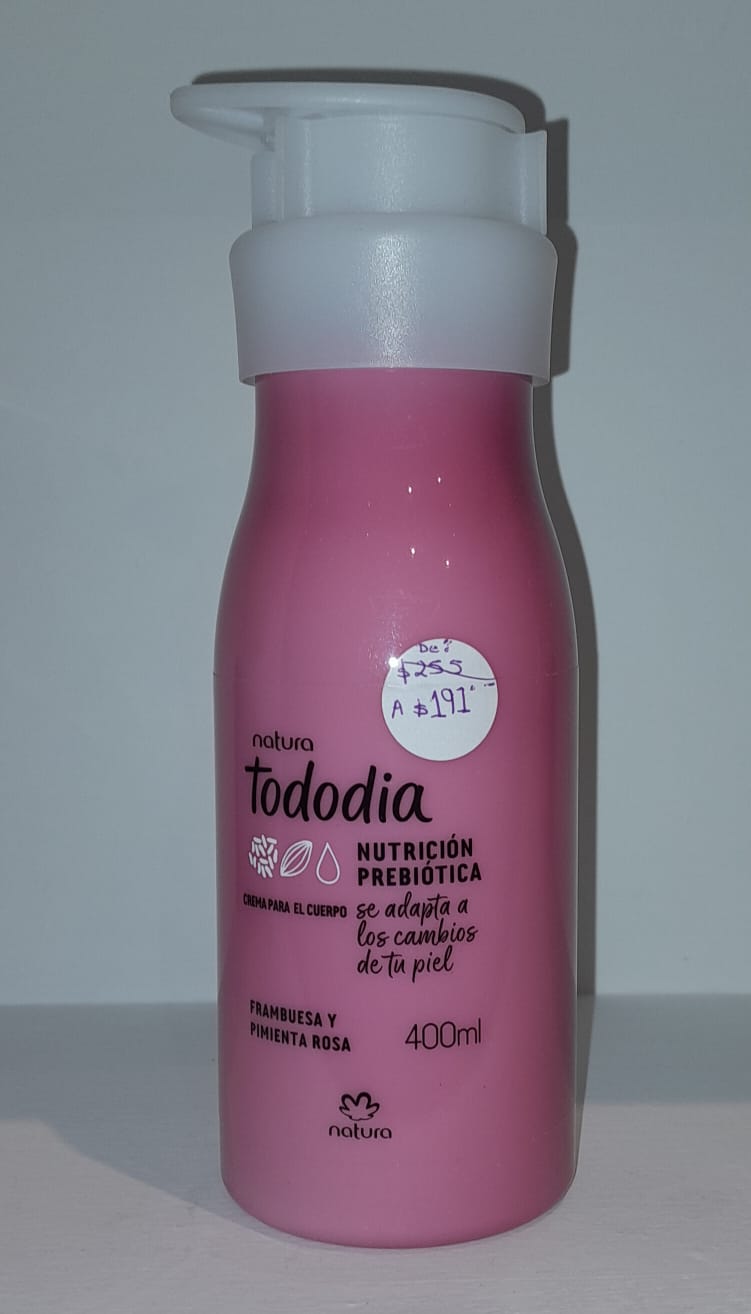 De:
$255
A $191
natura
tododia
NUTRICIÓN
PREBIÓTICA
CREMA PARA EL CUERPO
se adapta a
los cambios
de tu piel
FRAMBUESA Y
PIMIENTA ROSA
400ml
natura